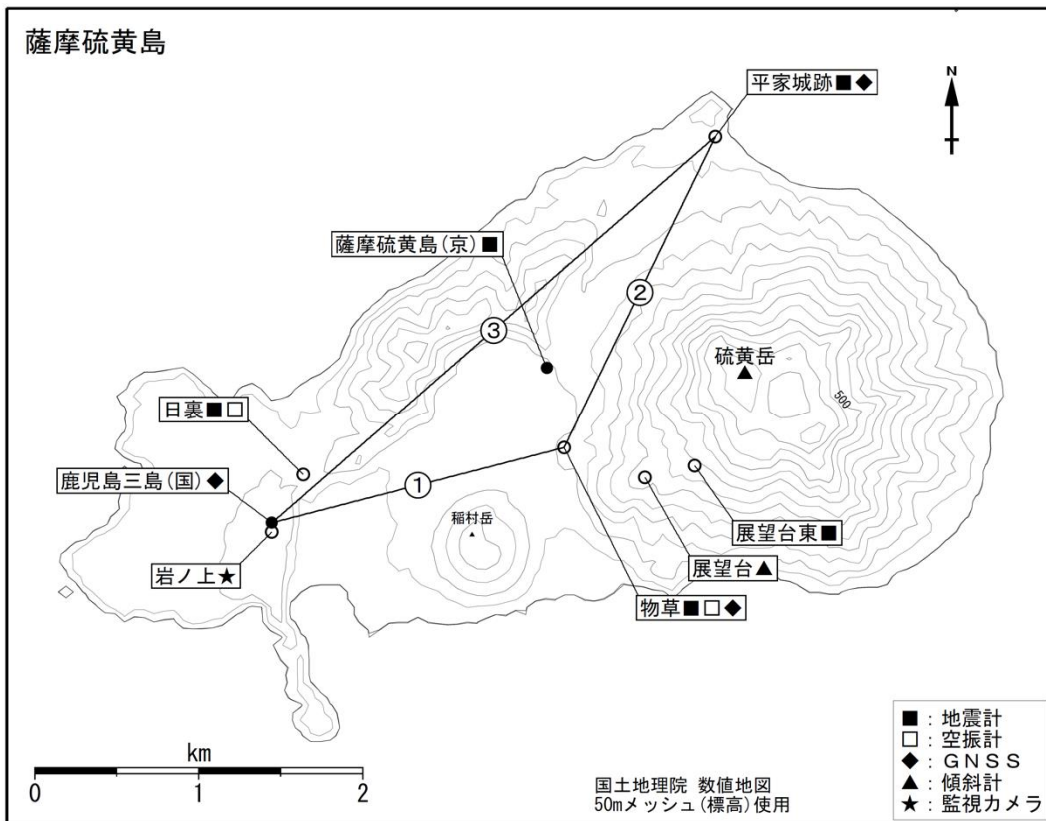 薩摩硫黄島
平家城跡■◆
N
薩摩硫黄島(京)■
②
③
硫黄岳
▲
500
日裏■□
鹿児島三島(国)◆
①
稲村岳
▲
展望台東■
岩ノ上★
展望台▲
物草■□◆
km
0 1 2
国土地理院 数値地図
50mメッシュ(標高)使用
■：地震計
□：空振計
◆：GNSS
▲：傾斜計
★：監視カメラ